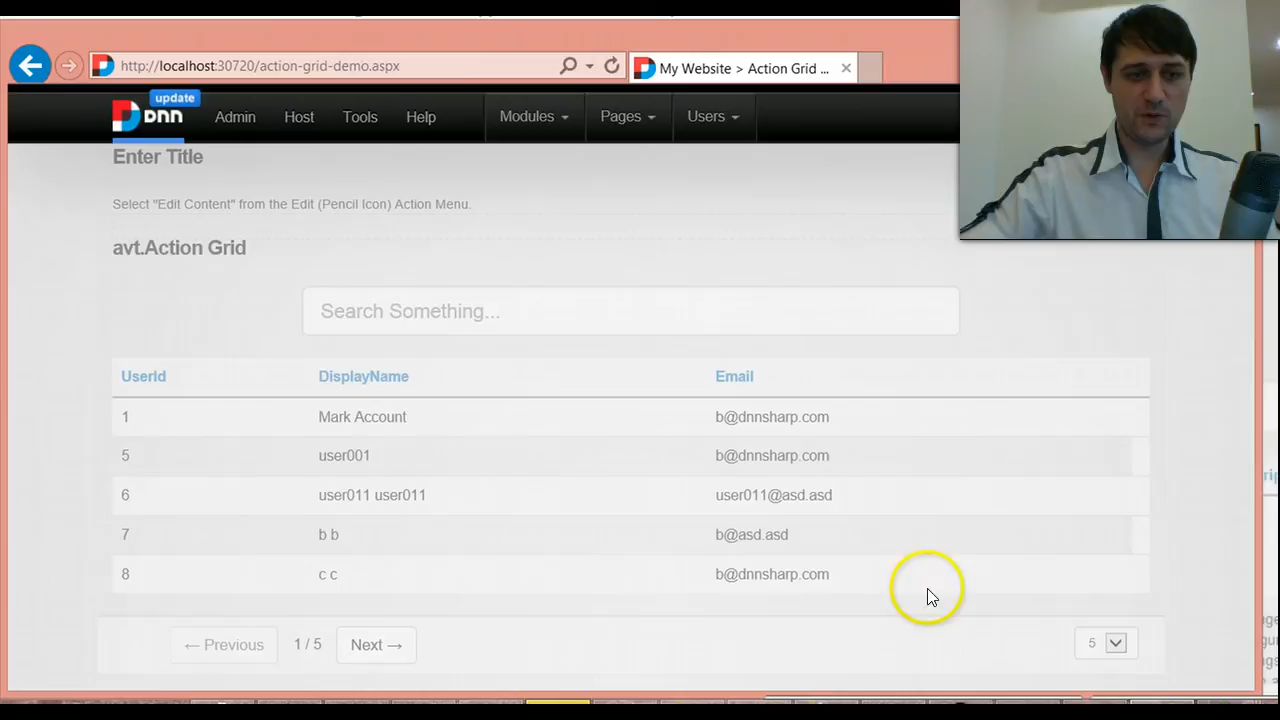 http://localhost:30720/action-grid-demo.aspx
My Website > Action Grid ...
update
DNN Admin Host Tools Help Modules Pages Users
Enter Title
Select "Edit Content" from the Edit (Pencil Icon) Action Menu.
avt.Action Grid
Search Something...
UserId DisplayName Email
1 Mark Account b@dnnsharp.com
5 user001 b@dnnsharp.com
6 user011 user011 user011@asd.asd
7 b b b@asd.asd
8 c c b@dnnsharp.com
← Previous 1 / 5 Next → 5